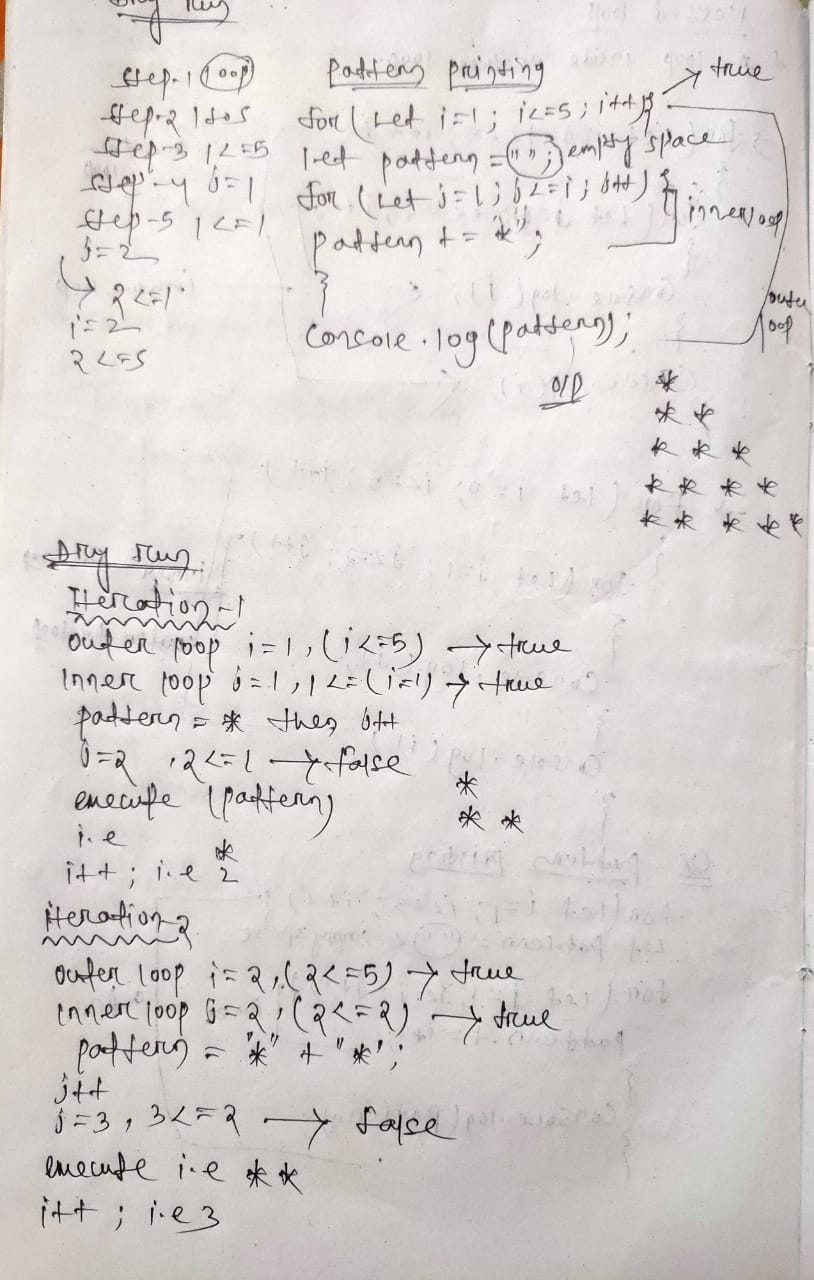 Dry run
Step-1 loop
Step-2 1 to 5
Step-3 1<=5
Step-4 j=1
Step-5 1<=1
j=2
2<=1
i=2
2<=5
Pattern printing
true
for (Let i=1; i<=5; i++){
let pattern = " "; empty space
for (Let j=1; j<=i; j++) {
inner loop
pattern += "*";
}
outer loop
Console.log (pattern);
O/P
*
* *
* * *
* * * *
* * * * *
Dry run
Iteration-1
outer loop i=1, (i<=5) → true
Inner loop j=1, 1<=(i=1) → true
pattern = * then j++
j=2, 2<=1 → false
execute (pattern)
*
* *
i.e
*
i++; i.e 2
iteration 2
outer loop i=2, (2<=5) → true
inner loop j=2, (2<=2) → true
pattern = "*" + "*";
j++
j=3, 3<=2 → false
execute i.e * *
i++; i.e 3